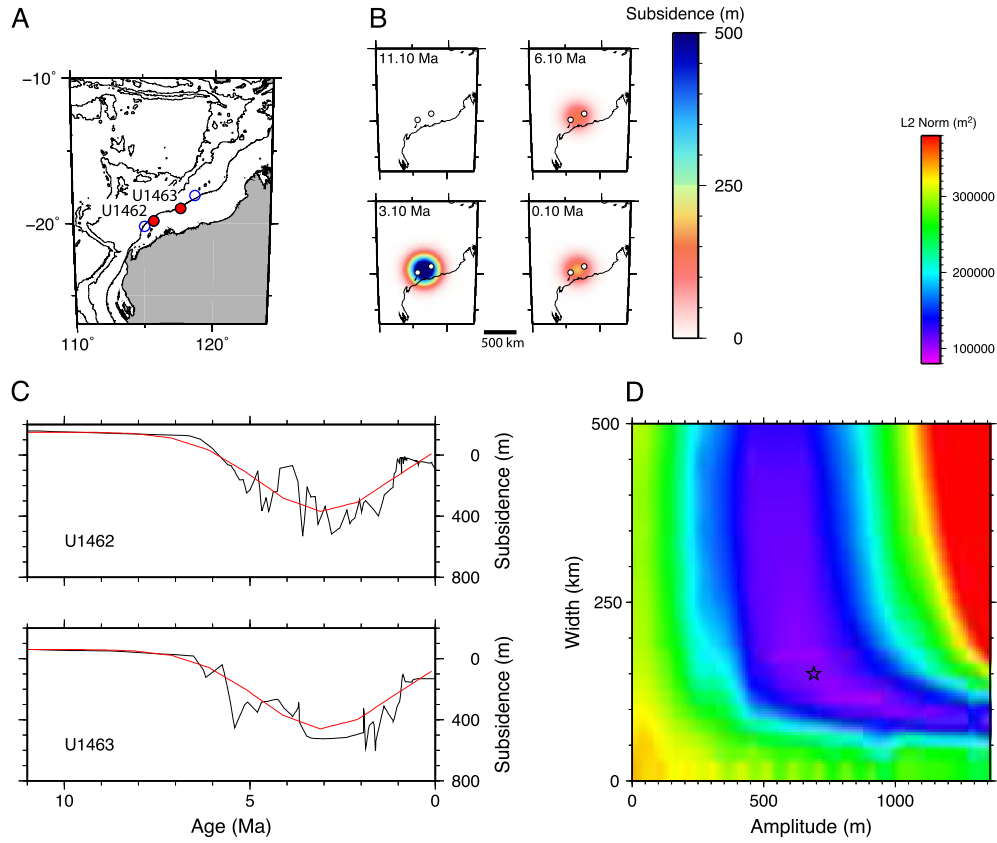 A
−10˚
−20˚
110˚
120˚
U1463
U1462
B
11.10 Ma
6.10 Ma
3.10 Ma
0.10 Ma
500 km
Subsidence (m)
500
250
0
L2 Norm (m²)
300000
200000
100000
C
0
400
800
Subsidence (m)
U1462
0
400
800
Subsidence (m)
U1463
10
5
0
Age (Ma)
D
500
250
0
Width (km)
0
500
1000
Amplitude (m)